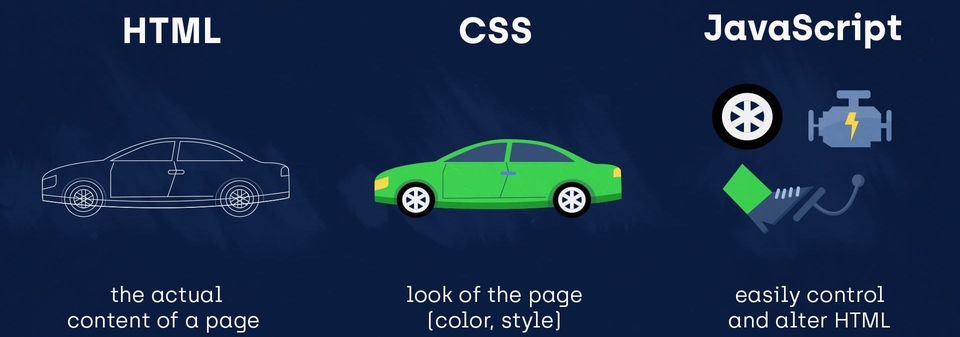 HTML
the actual
content of a page
CSS
look of the page
(color, style)
JavaScript
easily control
and alter HTML